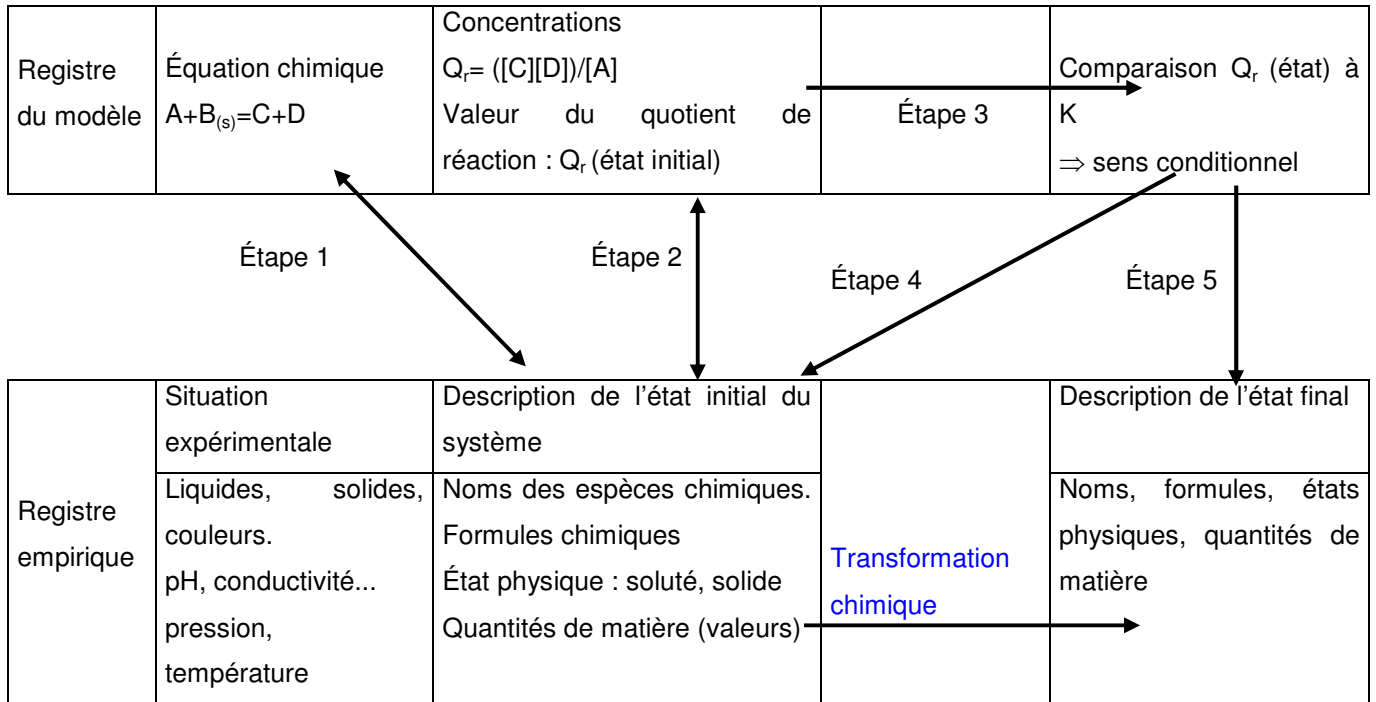 Registre
du modèle
Équation chimique
A+B(s)=C+D
Concentrations
Qr= ([C][D])/[A]
Valeur du quotient de
réaction : Qr (état initial)
Étape 3
Comparaison Qr (état) à
K
⇒ sens conditionnel
Étape 1
Étape 2
Étape 4
Étape 5
Registre
empirique
Situation
expérimentale
Description de l'état initial du
système
Description de l'état final
Liquides, solides,
couleurs.
pH, conductivité...
pression,
température
Noms des espèces chimiques.
Formules chimiques
État physique : soluté, solide
Quantités de matière (valeurs)
Transformation
chimique
Noms, formules, états
physiques, quantités de
matière